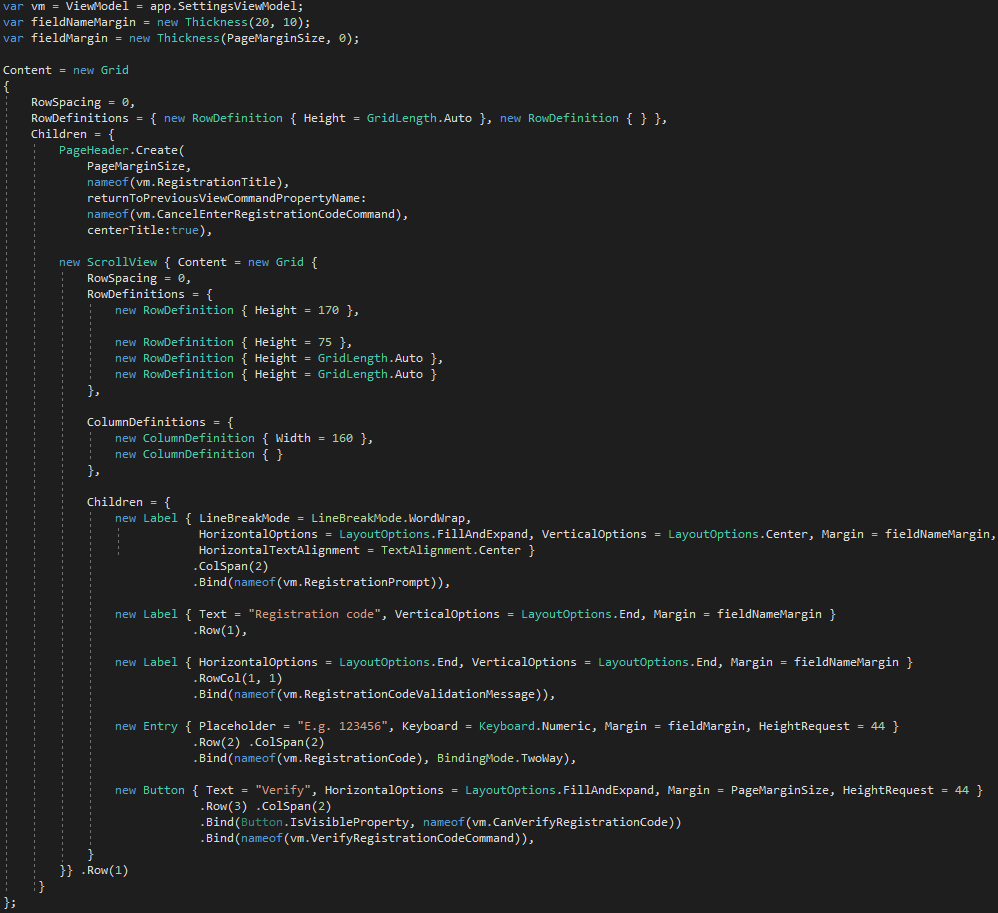 var vm = ViewModel = app.SettingsViewModel;
var fieldNameMargin = new Thickness(20, 10);
var fieldMargin = new Thickness(PageMarginSize, 0);

Content = new Grid
{
    RowSpacing = 0,
    RowDefinitions = { new RowDefinition { Height = GridLength.Auto }, new RowDefinition { } },
    Children = {
        PageHeader.Create(
            PageMarginSize,
            nameof(vm.RegistrationTitle),
            returnToPreviousViewCommandPropertyName:
            nameof(vm.CancelEnterRegistrationCodeCommand),
            centerTitle:true),

        new ScrollView { Content = new Grid {
            RowSpacing = 0,
            RowDefinitions = {
                new RowDefinition { Height = 170 },

                new RowDefinition { Height = 75 },
                new RowDefinition { Height = GridLength.Auto },
                new RowDefinition { Height = GridLength.Auto }
            },

            ColumnDefinitions = {
                new ColumnDefinition { Width = 160 },
                new ColumnDefinition { }
            },

            Children = {
                new Label { LineBreakMode = LineBreakMode.WordWrap,
                            HorizontalOptions = LayoutOptions.FillAndExpand, VerticalOptions = LayoutOptions.Center, Margin = fieldNameMargin,
                            HorizontalTextAlignment = TextAlignment.Center }
                           .ColSpan(2)
                           .Bind(nameof(vm.RegistrationPrompt)),

                new Label { Text = "Registration code", VerticalOptions = LayoutOptions.End, Margin = fieldNameMargin }
                           .Row(1),

                new Label { HorizontalOptions = LayoutOptions.End, VerticalOptions = LayoutOptions.End, Margin = fieldNameMargin }
                           .RowCol(1, 1)
                           .Bind(nameof(vm.RegistrationCodeValidationMessage)),

                new Entry { Placeholder = "E.g. 123456", Keyboard = Keyboard.Numeric, Margin = fieldMargin, HeightRequest = 44 }
                           .Row(2) .ColSpan(2)
                           .Bind(nameof(vm.RegistrationCode), BindingMode.TwoWay),

                new Button { Text = "Verify", HorizontalOptions = LayoutOptions.FillAndExpand, Margin = PageMarginSize, HeightRequest = 44 }
                            .Row(3) .ColSpan(2)
                            .Bind(Button.IsVisibleProperty, nameof(vm.CanVerifyRegistrationCode))
                            .Bind(nameof(vm.VerifyRegistrationCodeCommand)),
            }
        }} .Row(1)
    }
};